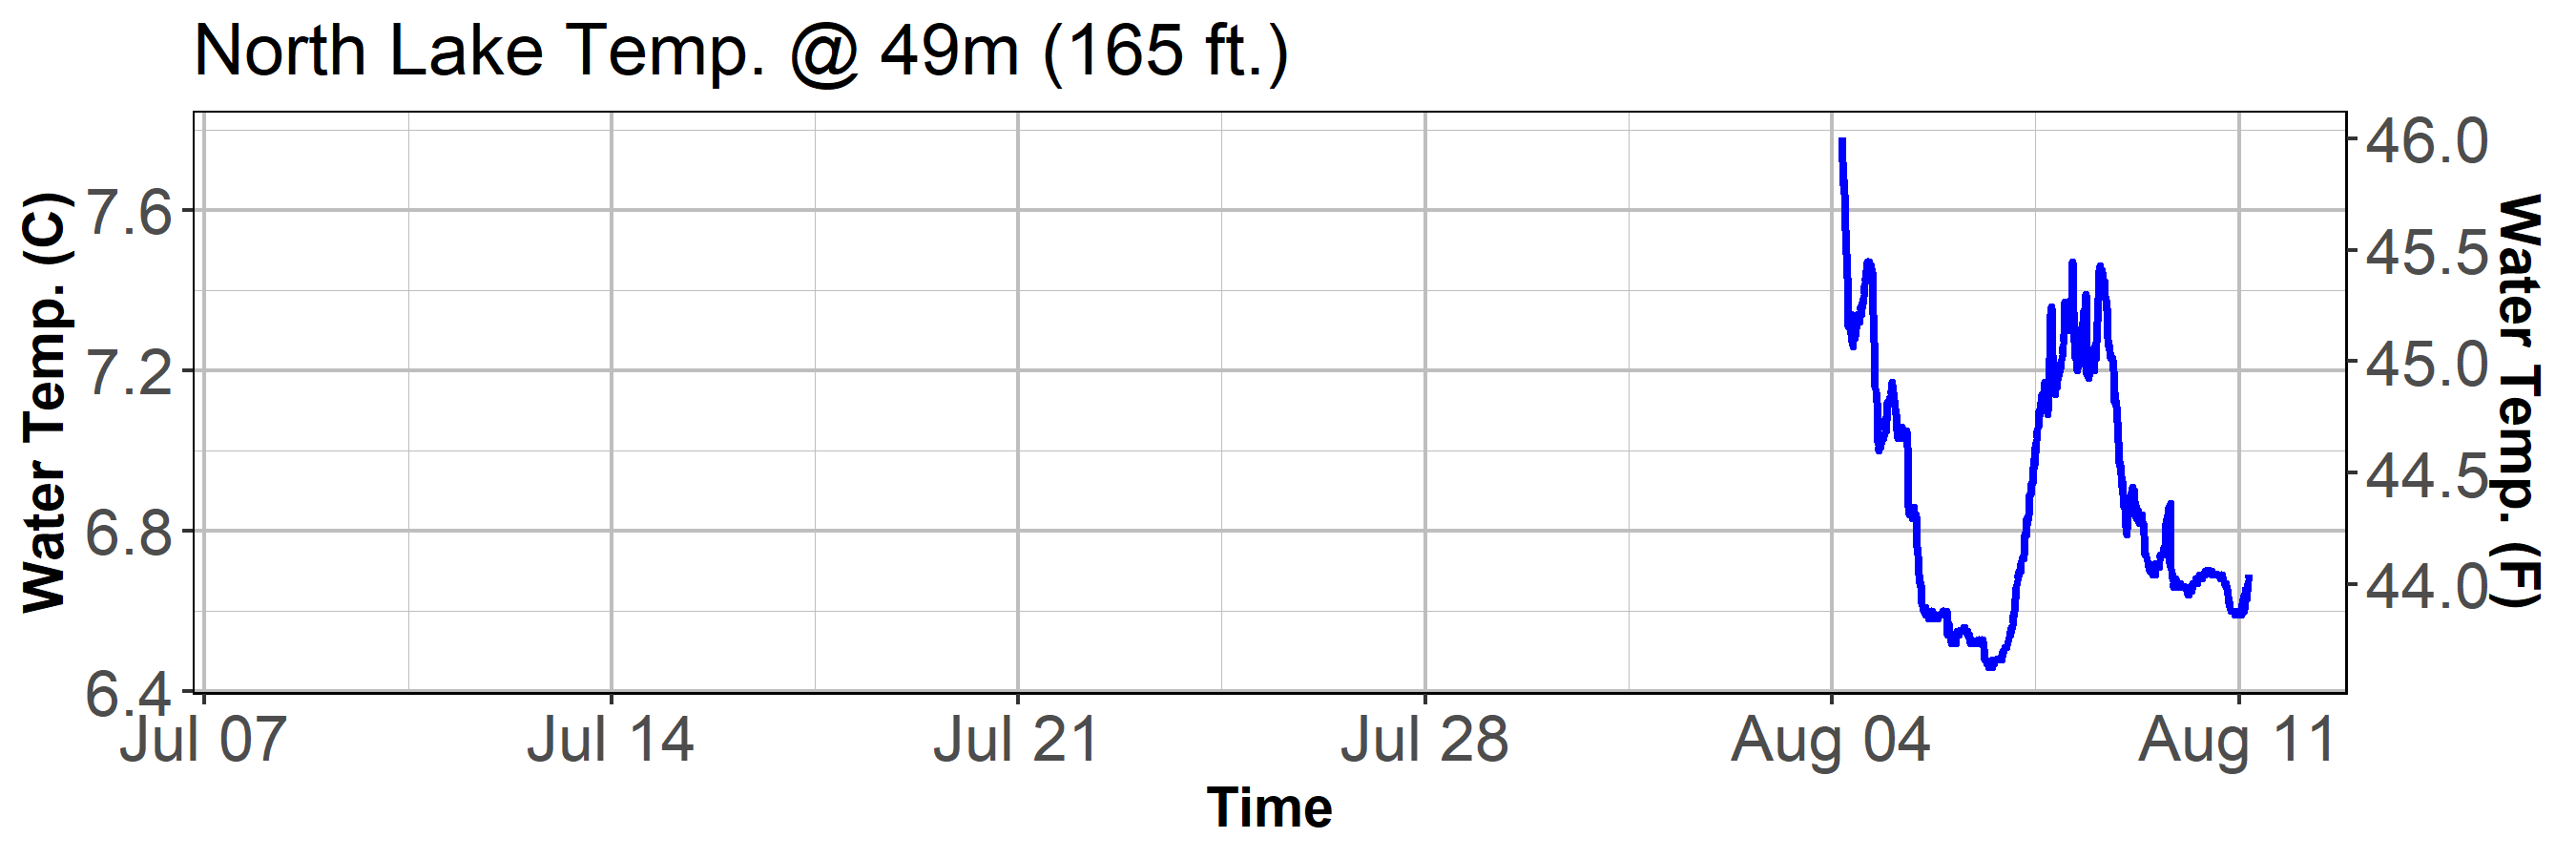 North Lake Temp. @ 49m (165 ft.)
Water Temp. (C)
7.6
7.2
6.8
6.4
46.0
45.5
45.0
44.5
44.0
Water Temp. (F)
Jul 07 Jul 14 Jul 21 Jul 28 Aug 04 Aug 11
Time